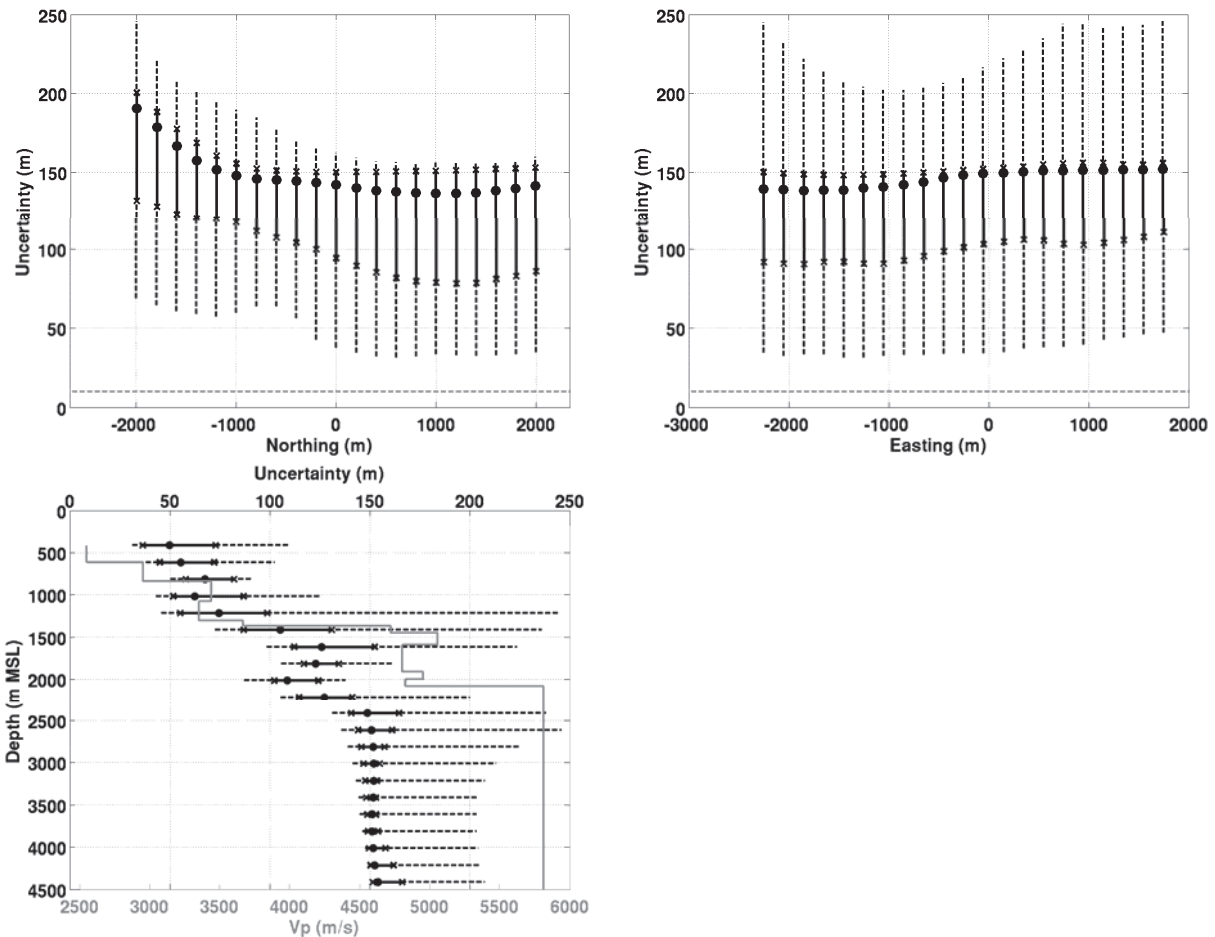 250
200
150
100
50
0
Uncertainty (m)
-2000 -1000 0 1000 2000
Northing (m)
250
200
150
100
50
0
Uncertainty (m)
-3000 -2000 -1000 0 1000 2000
Easting (m)
Uncertainty (m)
0 50 100 150 200 250
0
500
1000
1500
2000
2500
3000
3500
4000
4500
Depth (m MSL)
2500 3000 3500 4000 4500 5000 5500 6000
Vp (m/s)